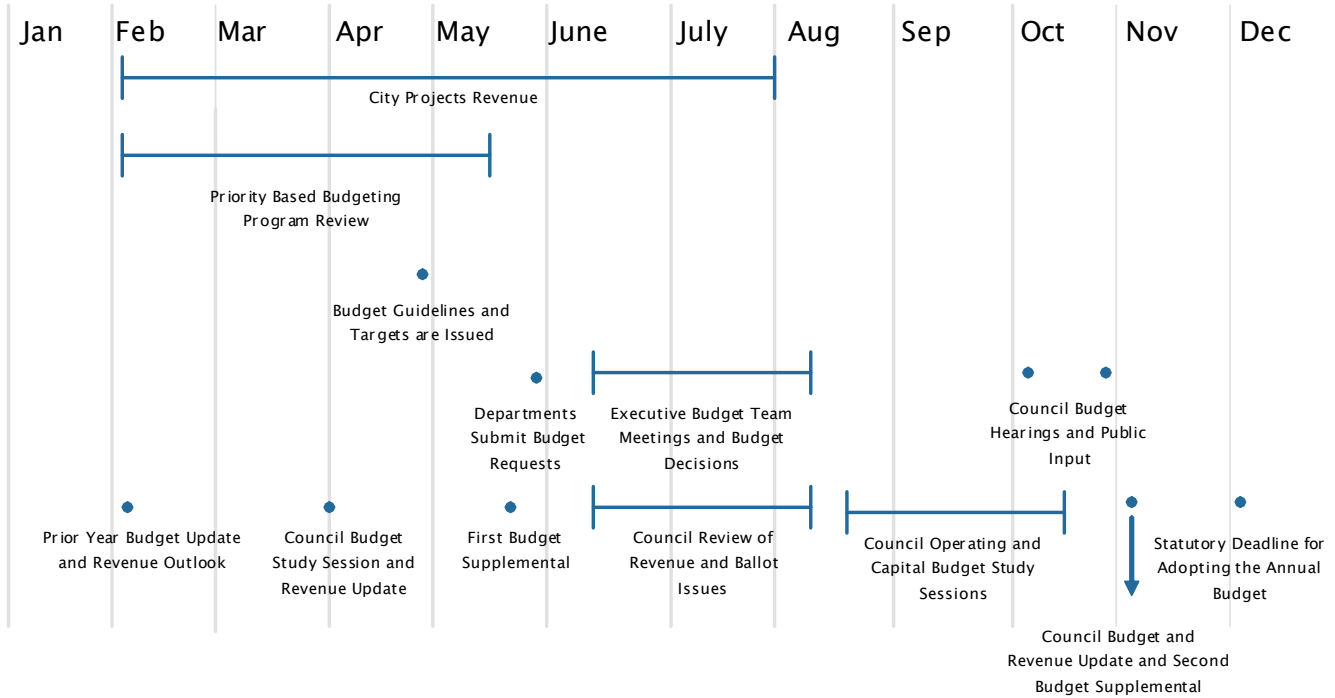 Jan Feb Mar Apr May June July Aug Sep Oct Nov Dec
City Projects Revenue
Priority Based Budgeting
Program Review
Budget Guidelines and
Targets are Issued
Departments
Submit Budget
Requests
Executive Budget Team
Meetings and Budget
Decisions
Council Budget
Hearings and Public
Input
Prior Year Budget Update
and Revenue Outlook
Council Budget
Study Session and
Revenue Update
First Budget
Supplemental
Council Review of
Revenue and Ballot
Issues
Council Operating and
Capital Budget Study
Sessions
Statutory Deadline for
Adopting the Annual
Budget
Council Budget and
Revenue Update and Second
Budget Supplemental